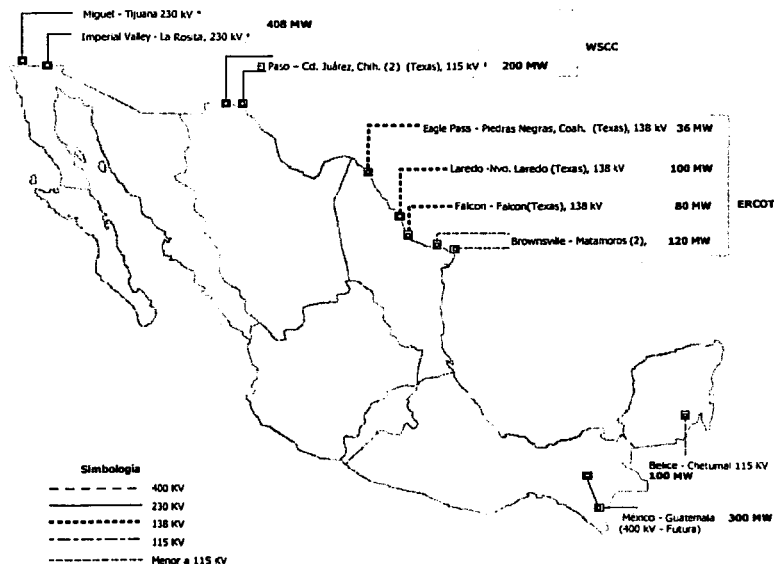 Miguel - Tijuana 230 kV *
408 MW
Imperial Valley - La Rosita, 230 kV *
WSCC
Paso - Cd. Juárez, Chih. (2) (Texas), 115 kV *
200 MW
Eagle Pass - Piedras Negras, Coah. (Texas), 138 kV 36 MW
Laredo -Nvo. Laredo (Texas), 138 kV 100 MW
Falcon - Falcon(Texas), 138 kV 80 MW
ERCOT
Brownsville - Matamoros (2), 120 MW
Belice - Chetumal 115 KV
100 MW
México - Guatemala 300 MW
(400 kV - Futura)
Simbología
400 KV
230 KV
138 KV
115 KV
Menor a 115 KV